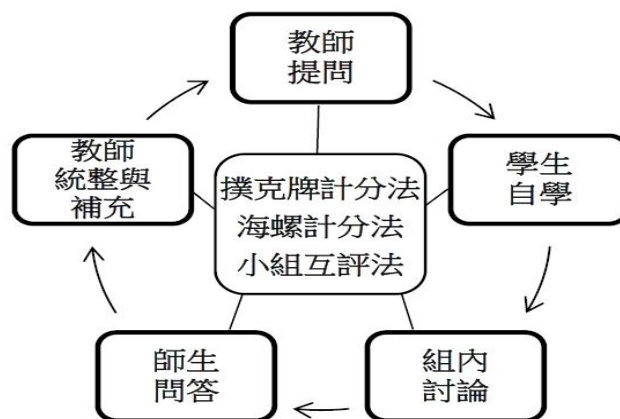 教師
提問
學生
自學
組內
討論
師生
問答
教師
統整與
補充
撲克牌計分法
海螺計分法
小組互評法